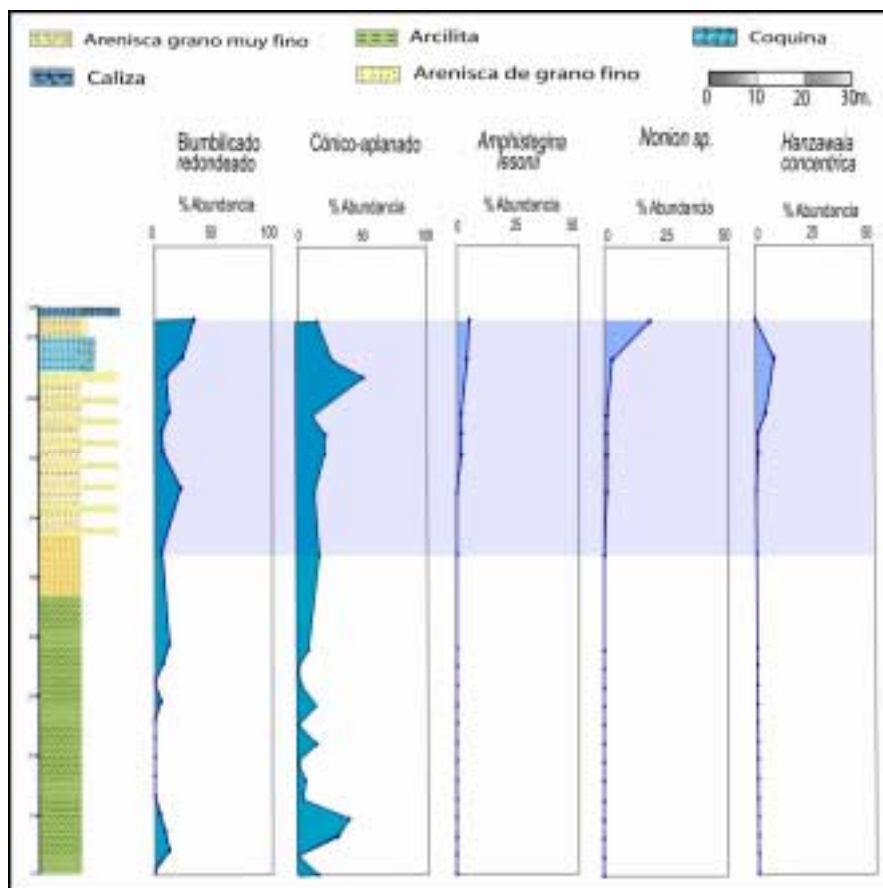 Arenisca grano muy fino
Arcilita
Coquina
Caliza
Arenisca de grano fino
0 10 20 30m.
Biumbilicado
redondeado
Cónico-aplanado
Amphistegina
lesonii
Nonion sp.
Hanzawaia
concentrica
% Abundancia
% Abundancia
% Abundancia
% Abundancia
% Abundancia
0 50 100
0 50 100
0 25 50
0 25 50
0 25 50